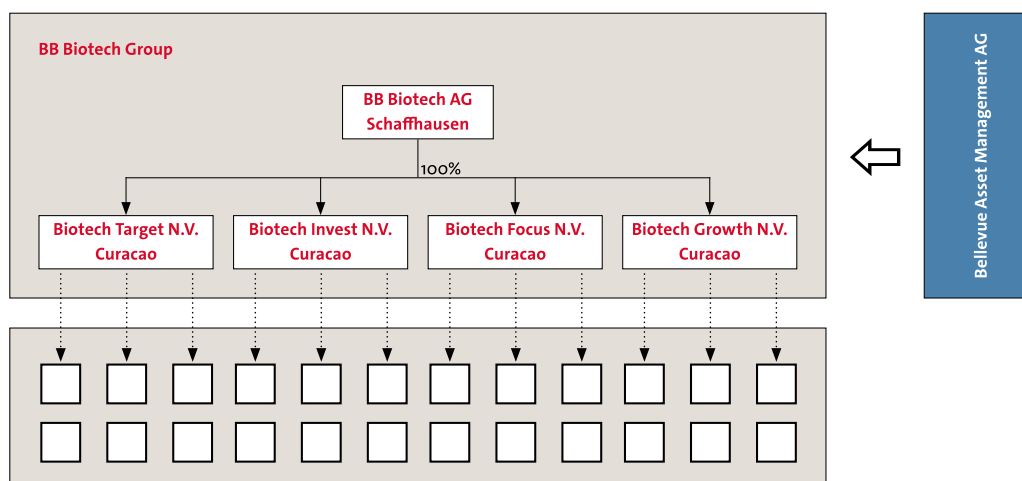 BB Biotech Group
BB Biotech AG
Schaffhausen
100%
Biotech Target N.V.
Curacao
Biotech Invest N.V.
Curacao
Biotech Focus N.V.
Curacao
Biotech Growth N.V.
Curacao
Bellevue Asset Management AG